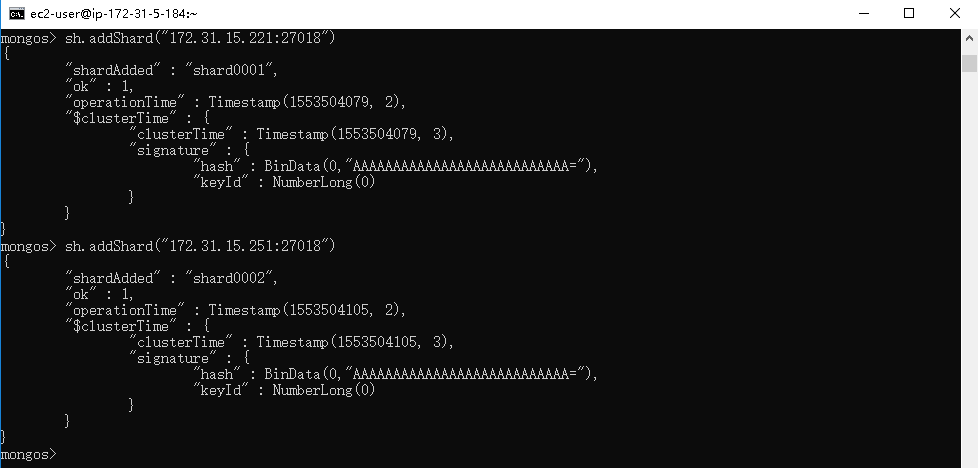 ec2-user@ip-172-31-5-184:~
mongos> sh.addShard("172.31.15.221:27018")
{
        "shardAdded" : "shard0001",
        "ok" : 1,
        "operationTime" : Timestamp(1553504079, 2),
        "$clusterTime" : {
                "clusterTime" : Timestamp(1553504079, 3),
                "signature" : {
                        "hash" : BinData(0,"AAAAAAAAAAAAAAAAAAAAAAAAAAA="),
                        "keyId" : NumberLong(0)
                }
        }
}
mongos> sh.addShard("172.31.15.251:27018")
{
        "shardAdded" : "shard0002",
        "ok" : 1,
        "operationTime" : Timestamp(1553504105, 2),
        "$clusterTime" : {
                "clusterTime" : Timestamp(1553504105, 3),
                "signature" : {
                        "hash" : BinData(0,"AAAAAAAAAAAAAAAAAAAAAAAAAAA="),
                        "keyId" : NumberLong(0)
                }
        }
}
mongos>